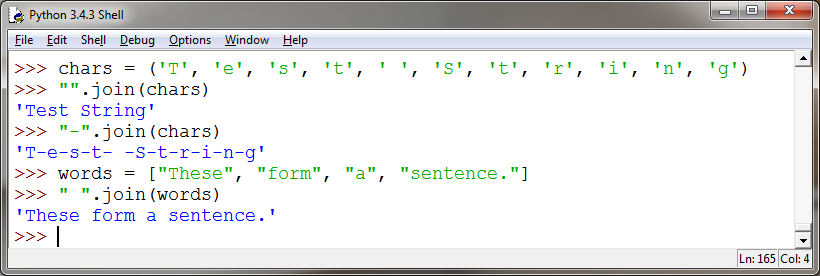 Python 3.4.3 Shell
File Edit Shell Debug Options Window Help
>>> chars = ('T', 'e', 's', 't', ' ', 'S', 't', 'r', 'i', 'n', 'g')
>>> "".join(chars)
'Test String'
>>> "-".join(chars)
'T-e-s-t- -S-t-r-i-n-g'
>>> words = ["These", "form", "a", "sentence."]
>>> " ".join(words)
'These form a sentence.'
>>>
Ln: 165 Col: 4